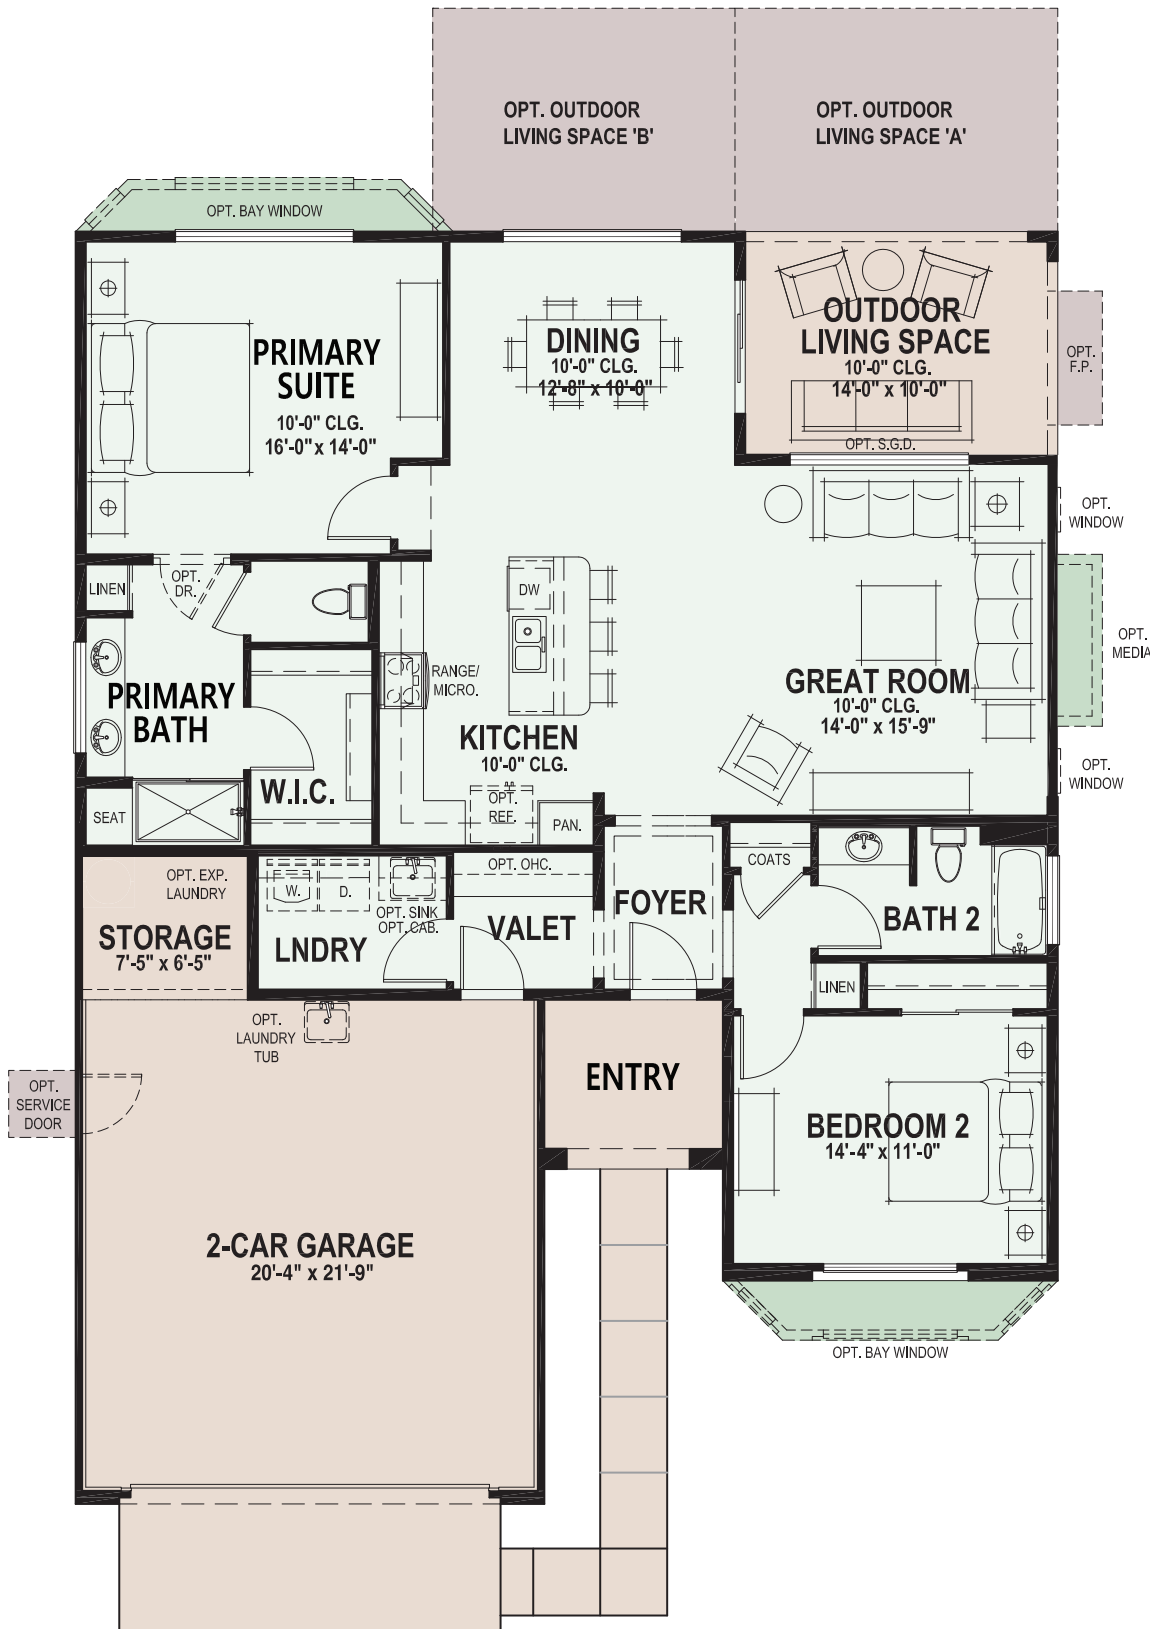 OPT. OUTDOOR
LIVING SPACE 'B'
OPT. OUTDOOR
LIVING SPACE 'A'
OPT. BAY WINDOW
PRIMARY
SUITE
10'-0" CLG.
16'-0" x 14'-0"
DINING
10'-0" CLG.
12'-8" x 10'-0"
OUTDOOR
LIVING SPACE
10'-0" CLG.
14'-0" x 10'-0"
OPT.
F.P.
OPT. S.G.D.
OPT.
WINDOW
LINEN
OPT.
DR.
DW
OPT.
MEDIA
RANGE/
MICRO.
PRIMARY
BATH
GREAT ROOM
10'-0" CLG.
14'-0" x 15'-9"
KITCHEN
10'-0" CLG.
W.I.C.
OPT.
WINDOW
SEAT
OPT.
REF.
PAN.
OPT. EXP.
LAUNDRY
STORAGE
7'-5" x 6'-5"
W.
D.
OPT. SINK
OPT.CAB.
LNDRY
OPT. OHC.
VALET
FOYER
COATS
BATH 2
LINEN
OPT.
LAUNDRY
TUB
OPT.
SERVICE
DOOR
ENTRY
BEDROOM 2
14'-4" x 11'-0"
2-CAR GARAGE
20'-4" x 21'-9"
OPT. BAY WINDOW